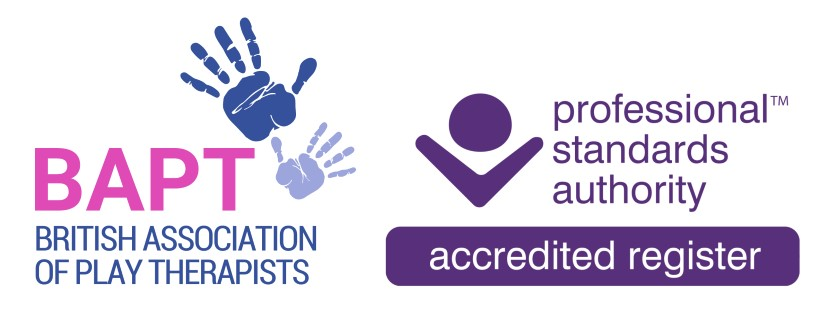 BAPT
BRITISH ASSOCIATION
OF PLAY THERAPISTS
professional™
standards
authority
accredited register